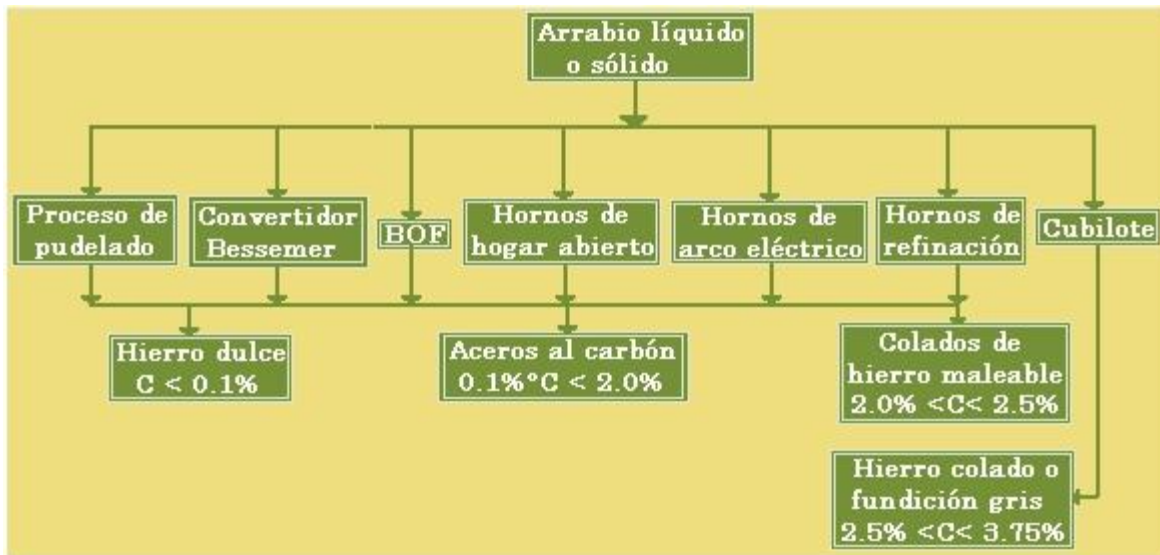 Arrabio líquido
o sólido
Proceso de
pudelado
Convertidor
Bessemer
BOF
Hornos de
hogar abierto
Hornos de
arco eléctrico
Hornos de
refinación
Cubilote
Hierro dulce
C < 0.1%
Aceros al carbón
0.1%°C < 2.0%
Colados de
hierro maleable
2.0% <C< 2.5%
Hierro colado o
fundición gris
2.5% <C< 3.75%